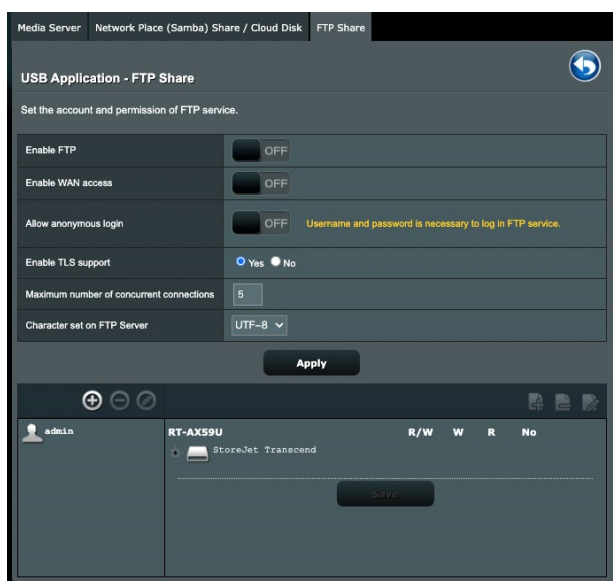 Media Server Network Place (Samba) Share / Cloud Disk FTP Share
USB Application - FTP Share
Set the account and permission of FTP service.
Enable FTP OFF
Enable WAN access OFF
Allow anonymous login OFF Username and password is necessary to log in FTP service.
Enable TLS support Yes No
Maximum number of concurrent connections 5
Character set on FTP Server UTF-8
Apply
admin RT-AX59U R/W W R No
StoreJet Transcend
Save